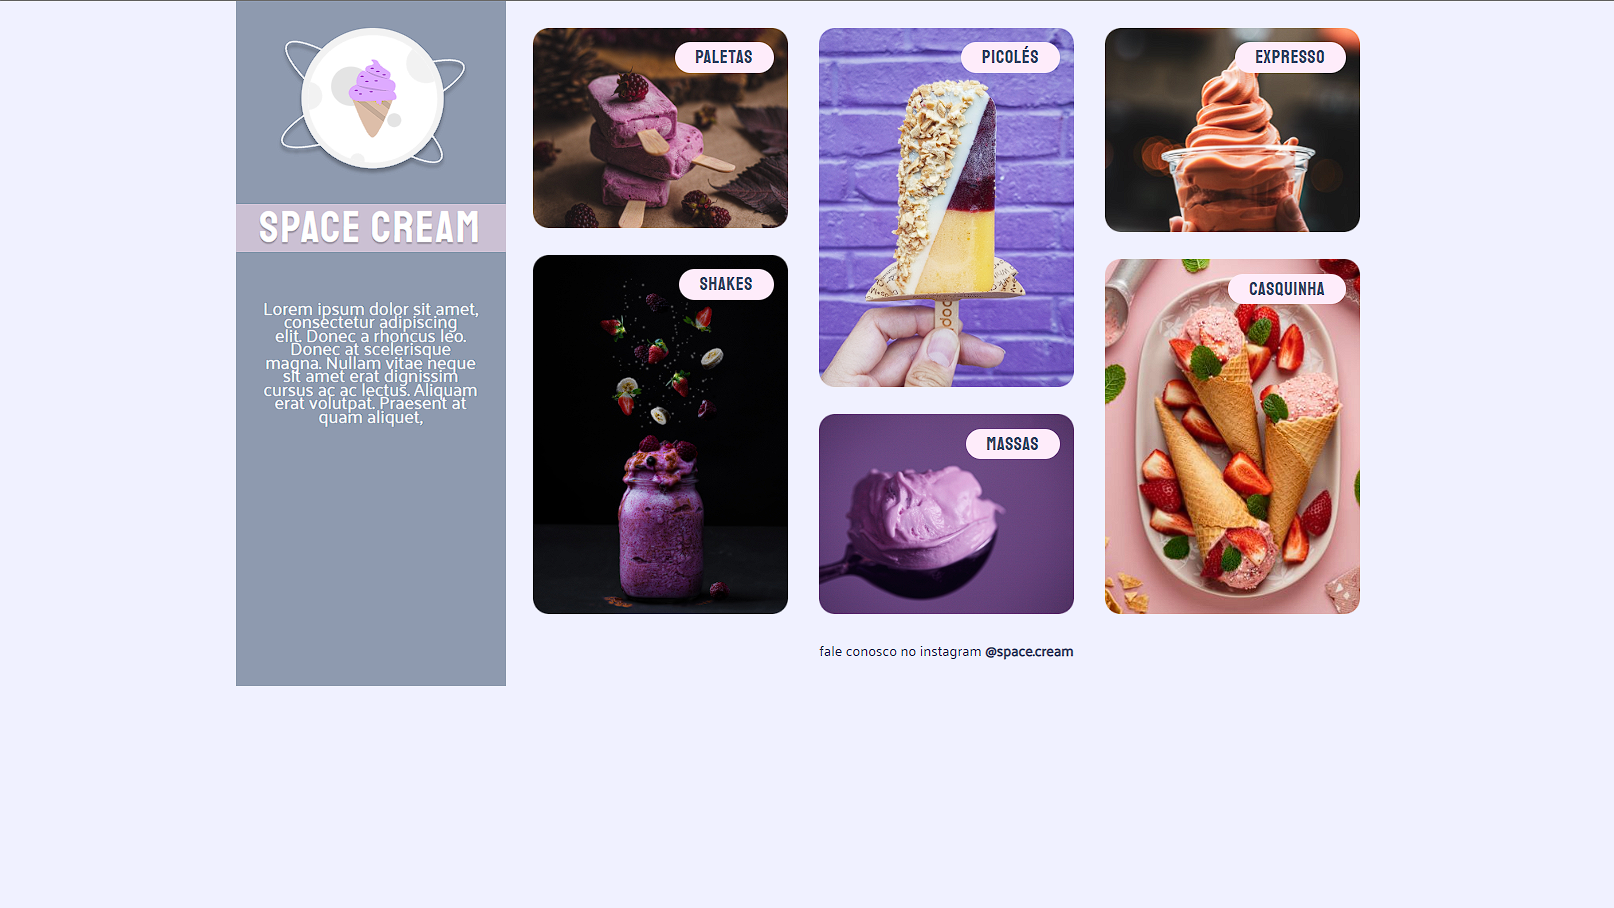 SPACE CREAM
Lorem ipsum dolor sit amet,
consectetur adipiscing
elit. Donec a rhoncus leo.
Donec at scelerisque
magna. Nullam vitae neque
sit amet erat dignissim
cursus ac ac lectus. Aliquam
erat volutpat. Praesent at
quam aliquet,
PALETAS
SHAKES
PICOLÉS
MASSAS
EXPRESSO
CASQUINHA
fale conosco no instagram @space.cream